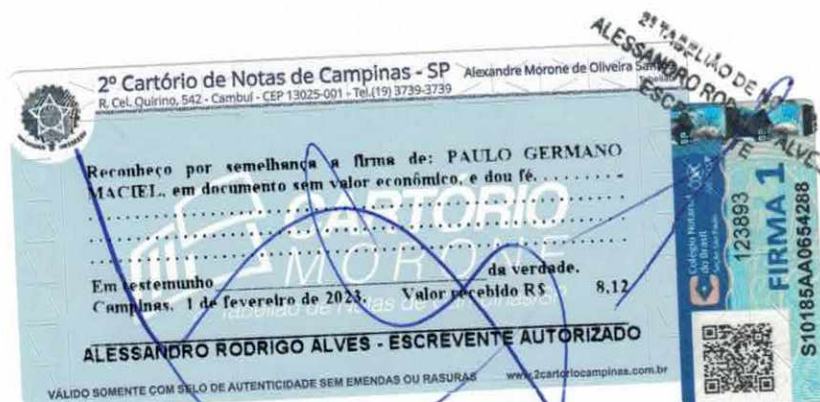 2º Cartório de Notas de Campinas - SP
Alexandre Morone de Oliveira
R. Cel. Quirino, 542 - Cambuí - CEP 13025-001 - Tel.(19) 3739-3739
Reconheço por semelhança a firma de: PAULO GERMANO
MACIEL, em documento sem valor econômico, e dou fé.
CARTÓRIO
MORONE
Em testemunho da verdade.
Campinas, 1 de fevereiro de 2023. Valor recebido R$ 8,12
ALESSANDRO RODRIGO ALVES - ESCREVENTE AUTORIZADO
VÁLIDO SOMENTE COM SELO DE AUTENTICIDADE SEM EMENDAS OU RASURAS
www.2cartoriocampinas.com.br
2º TABELIÃO DE
ALESSANDRO
ALVES
Colégio Notarial
do Brasil
123893
FIRMA 1
S10185AA0654288